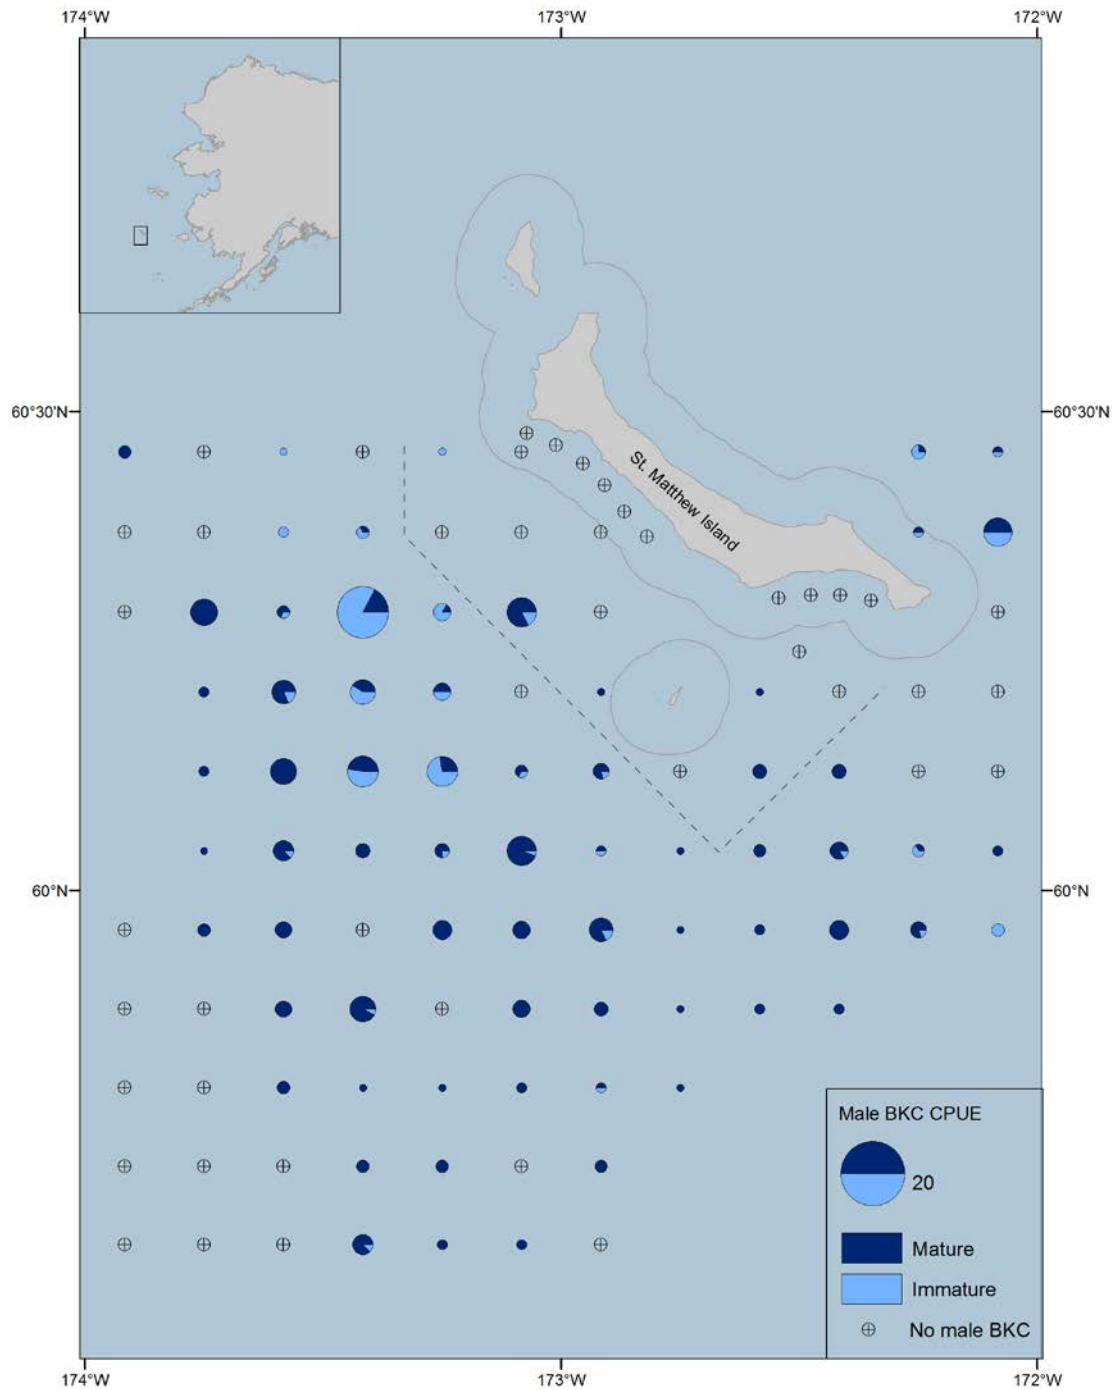 174°W 173°W 172°W
60°30'N 60°30'N
St. Matthew Island
60°N 60°N
Male BKC CPUE
20
Mature
Immature
No male BKC
174°W 173°W 172°W